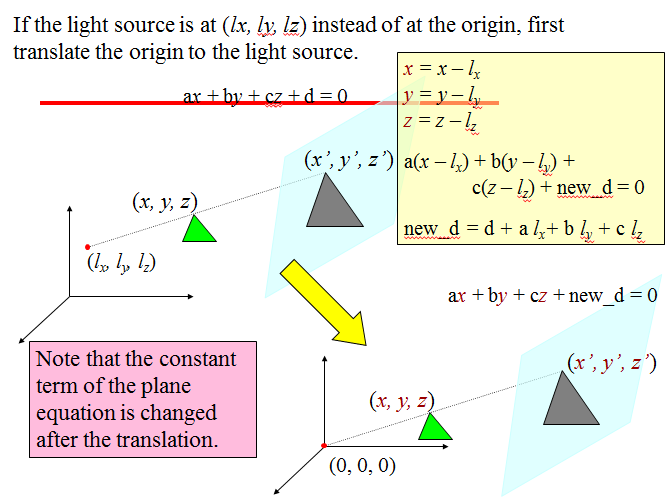 If the light source is at (lx, ly, lz) instead of at the origin, first
translate the origin to the light source.
ax + by + cz + d = 0
x = x – lx
y = y – ly
z = z – lz
a(x – lx) + b(y – ly) +
c(z – lz) + new_d = 0
new_d = d + a lx + b ly + c lz
(x’, y’, z’)
(x, y, z)
(lx, ly, lz)
ax + by + cz + new_d = 0
Note that the constant
term of the plane
equation is changed
after the translation.
(x’, y’, z’)
(x, y, z)
(0, 0, 0)